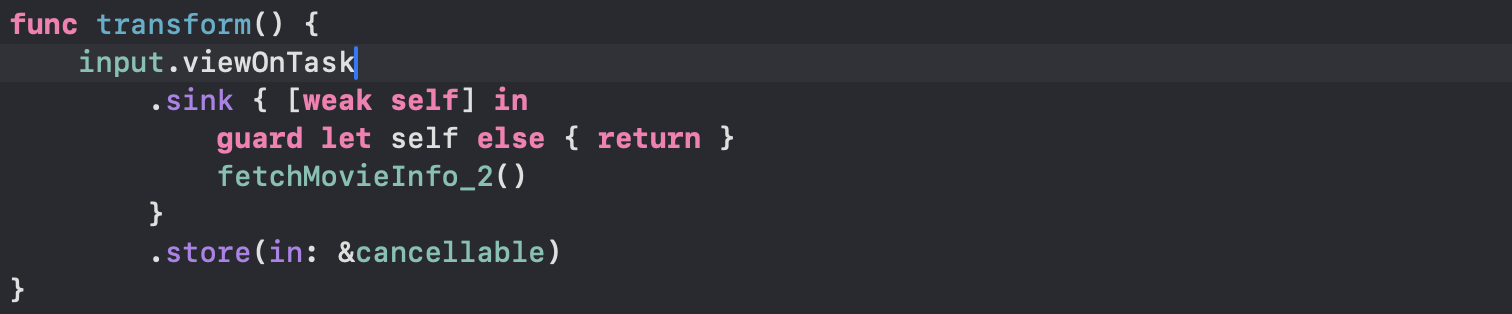 func transform() {
    input.viewOnTask
        .sink { [weak self] in
            guard let self else { return }
            fetchMovieInfo_2()
        }
        .store(in: &cancellable)
}